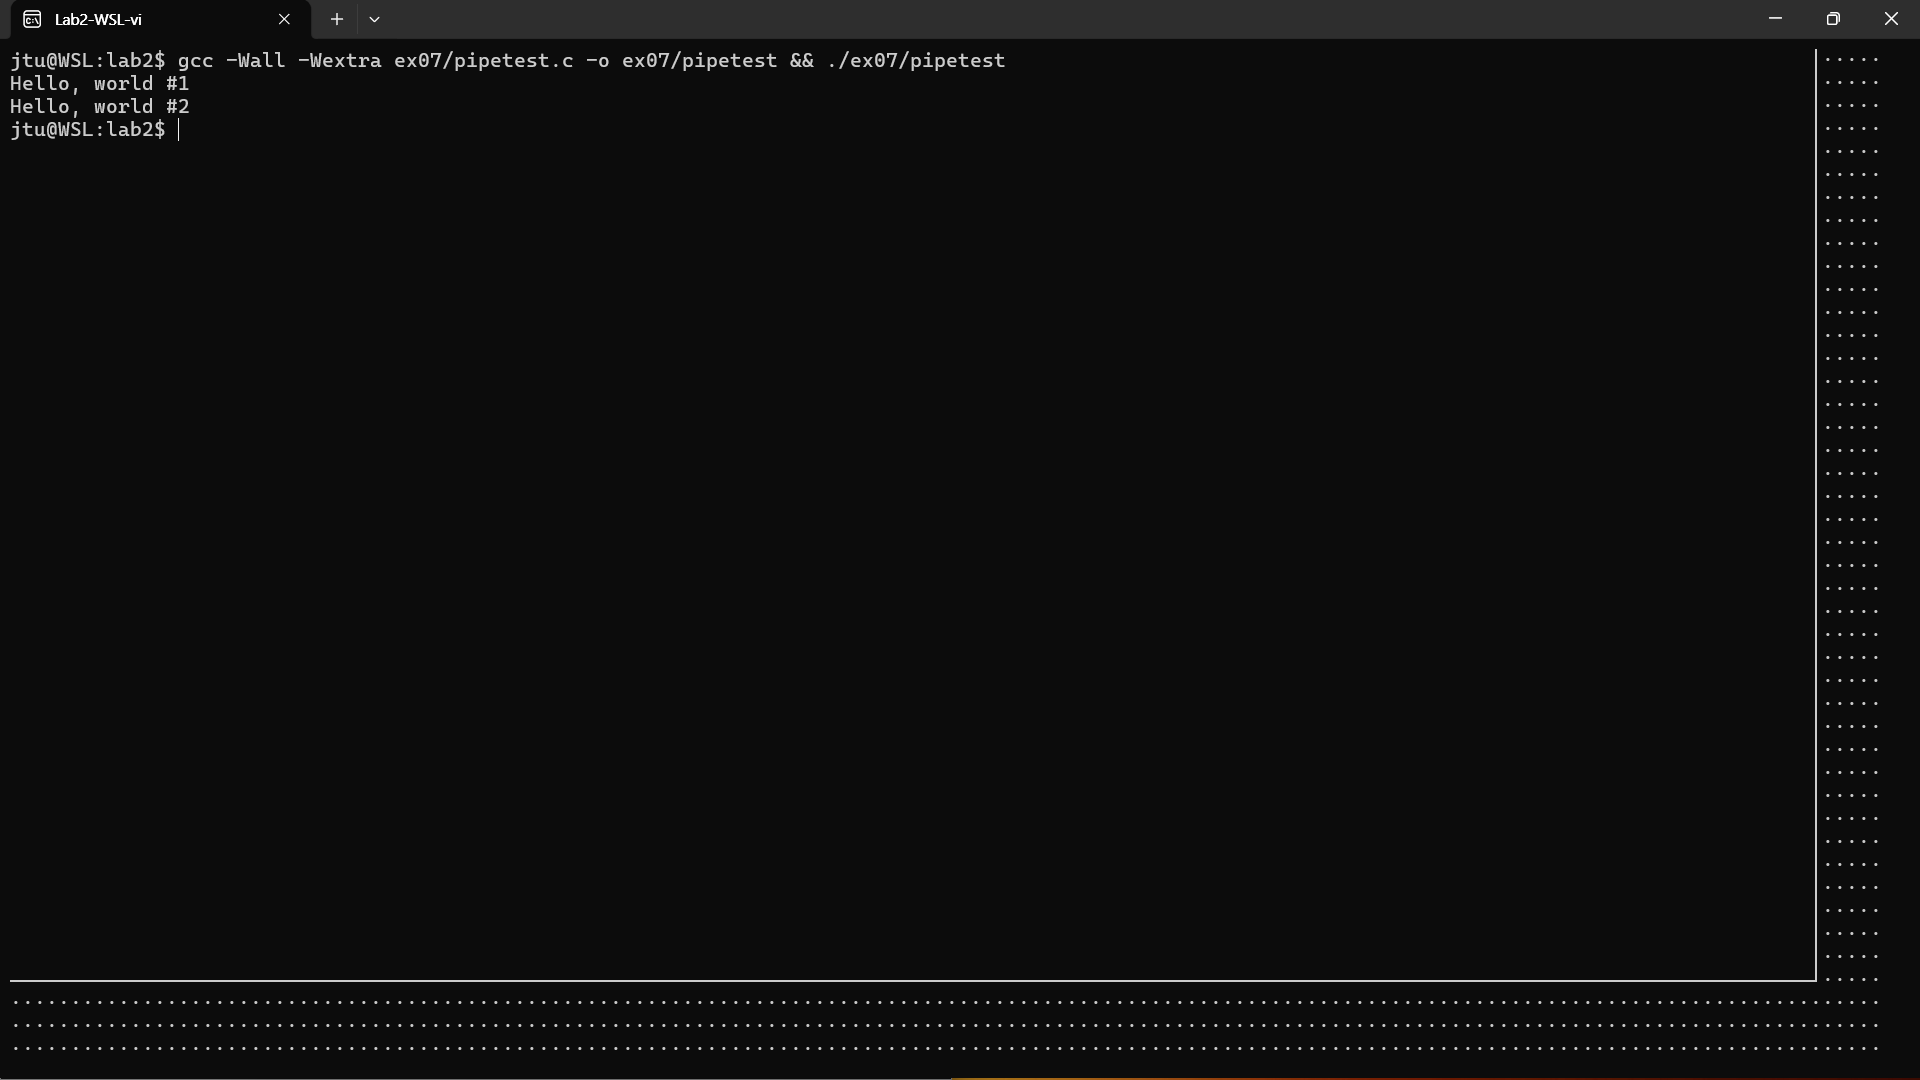 Lab2-WSL-vi
jtu@WSL:lab2$ gcc -Wall -Wextra ex07/pipetest.c -o ex07/pipetest && ./ex07/pipetest
Hello, world #1
Hello, world #2
jtu@WSL:lab2$